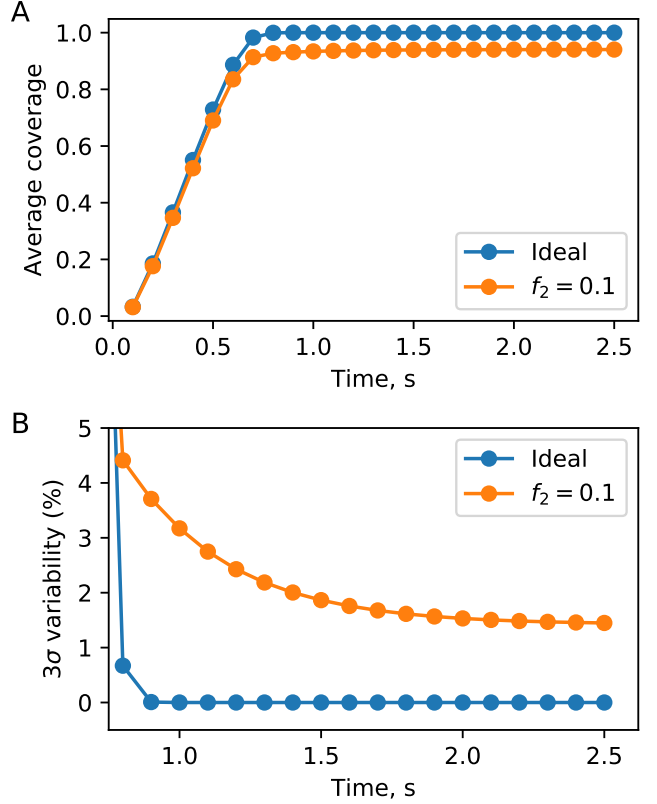 A
Average coverage
1.0
0.8
0.6
0.4
0.2
0.0
Ideal
f₂ = 0.1
0.0 0.5 1.0 1.5 2.0 2.5
Time, s
B
3σ variability (%)
5
4
3
2
1
0
Ideal
f₂ = 0.1
1.0 1.5 2.0 2.5
Time, s